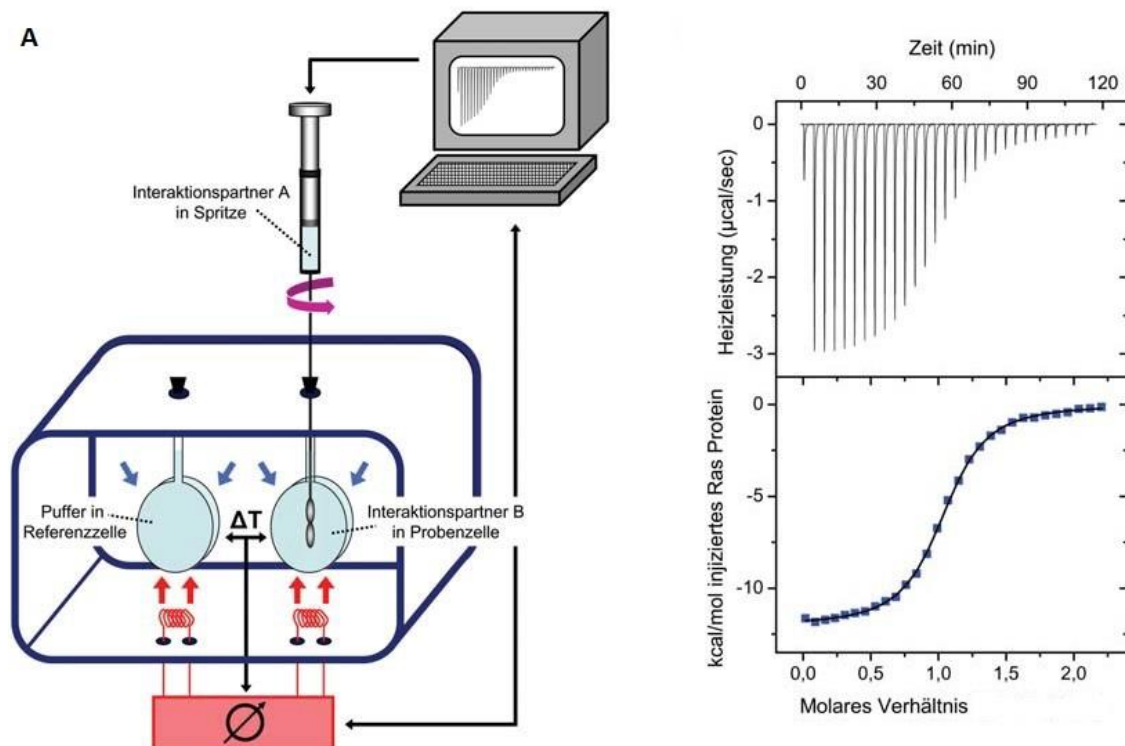 A
Interaktionspartner A
in Spritze
Puffer in
Referenzzelle
ΔT
Interaktionspartner B
in Probenzelle
Zeit (min)
0 30 60 90 120
Heizleistung (µcal/sec)
0
-1
-2
-3
kcal/mol injiziertes Ras Protein
0
-5
-10
0,0 0,5 1,0 1,5 2,0
Molares Verhältnis